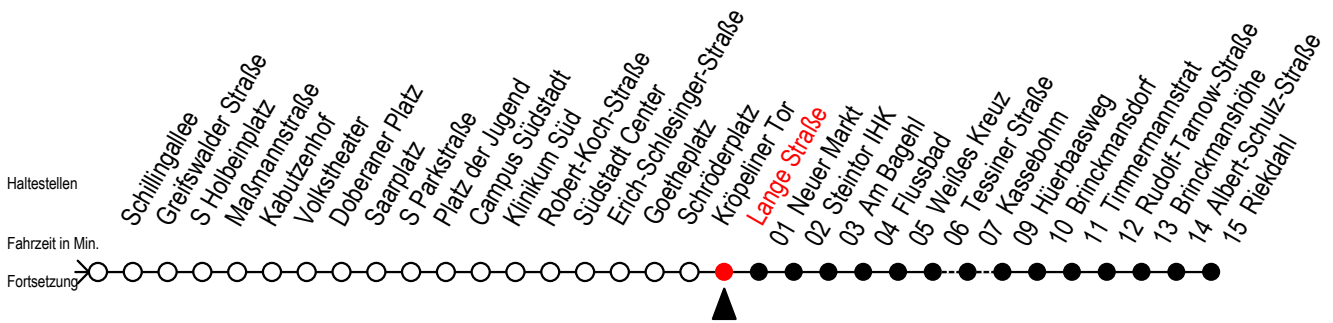 Haltestellen
Fahrzeit in Min.
Fortsetzung
Schillingallee
Greifswalder Straße
S Holbeinplatz
Maßmannstraße
Kabutzenhof
Volkstheater
Doberaner Platz
Saarplatz
S Parkstraße
Platz der Jugend
Campus Südstadt
Klinikum Süd
Robert-Koch-Straße
Südstadt Center
Erich-Schlesinger-Straße
Goetheplatz
Schröderplatz
Kröpeliner Tor
Lange Straße
01 Neuer Markt
02 Steintor IHK
03 Am Bagehl
04 Flussbad
05 Weißes Kreuz
06 Tessiner Straße
07 Kassebohm
09 Hüerbaasweg
10 Brinckmansdorf
11 Timmermannstrat
12 Rudolf-Tarnow-Straße
13 Brinckmanshöhe
14 Albert-Schulz-Straße
15 Riekdahl